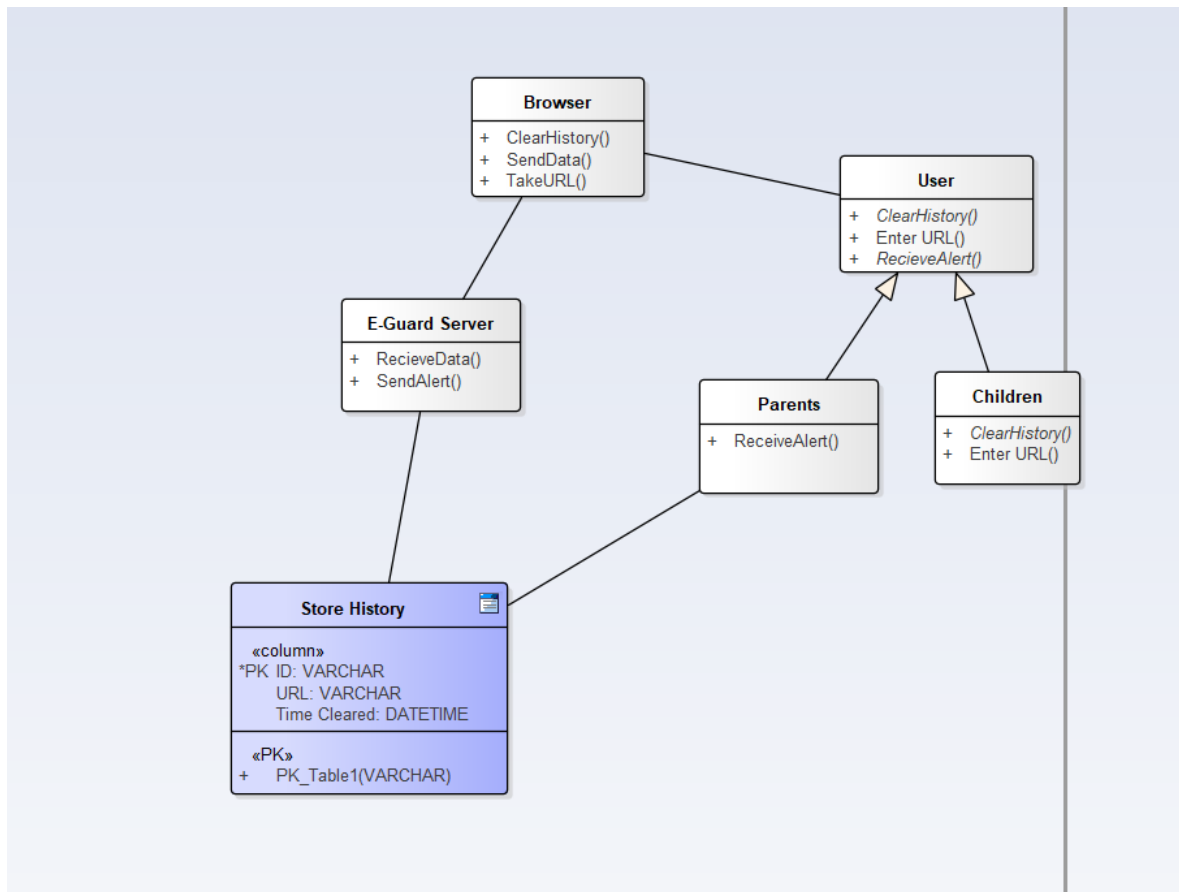 Browser
+ ClearHistory()
+ SendData()
+ TakeURL()
User
+ ClearHistory()
+ Enter URL()
+ RecieveAlert()
E-Guard Server
+ RecieveData()
+ SendAlert()
Parents
+ ReceiveAlert()
Children
+ ClearHistory()
+ Enter URL()
Store History
«column»
*PK ID: VARCHAR
URL: VARCHAR
Time Cleared: DATETIME
«PK»
+ PK_Table1(VARCHAR)